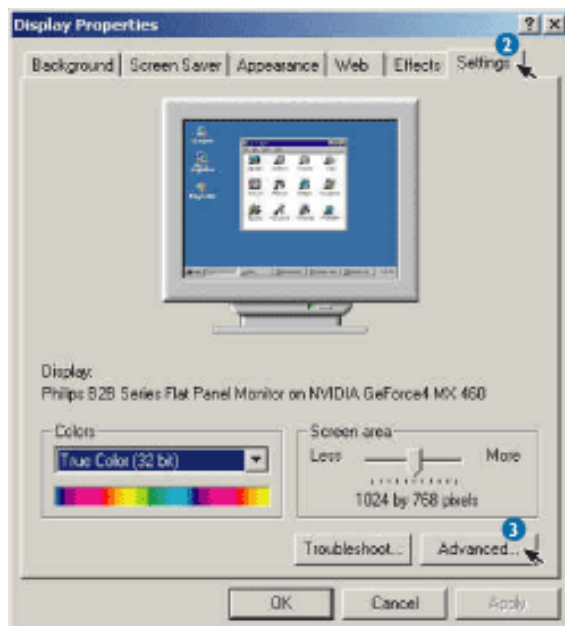 Display Properties
2
Background Screen Saver Appearance Web Effects Settings
Display:
Philips B2B Series Flat Panel Monitor on NVIDIA GeForce4 MX 460
Colors
True Color (32 bit)
Screen area
Less More
1024 by 768 pixels
3
Troubleshoot... Advanced...
OK Cancel Apply